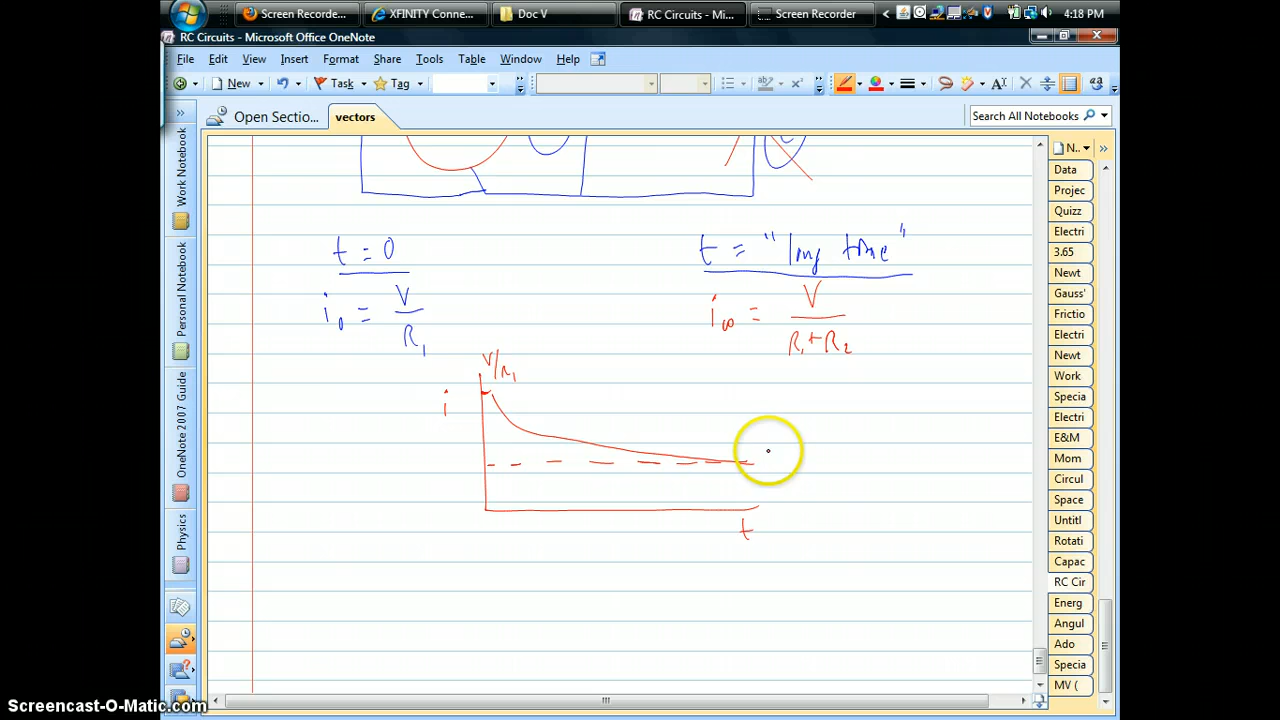 Screen Recorde...
XFINITY Conne...
Doc V
RC Circuits - Mi...
Screen Recorder
4:18 PM
RC Circuits - Microsoft Office OneNote
File Edit View Insert Format Share Tools Table Window Help
New Task Tag
Open Sectio... vectors
Search All Notebooks
N..
Work Notebook
Personal Notebook
OneNote 2007 Guide
Physics
Data
Projec
Quizz
Electri
3.65
Newt
Gauss'
Frictio
Electri
Newt
Work
Specia
Electri
E&M
Mom
Circul
Space
Untitl
Rotati
Capac
RC Cir
Energ
Angul
Ado
Specia
MV (
t = 0
t = "long time"
i₀ = V/R₁
i∞ = V/R₁+R₂
V/R₁
i
t
Screencast-O-Matic.com